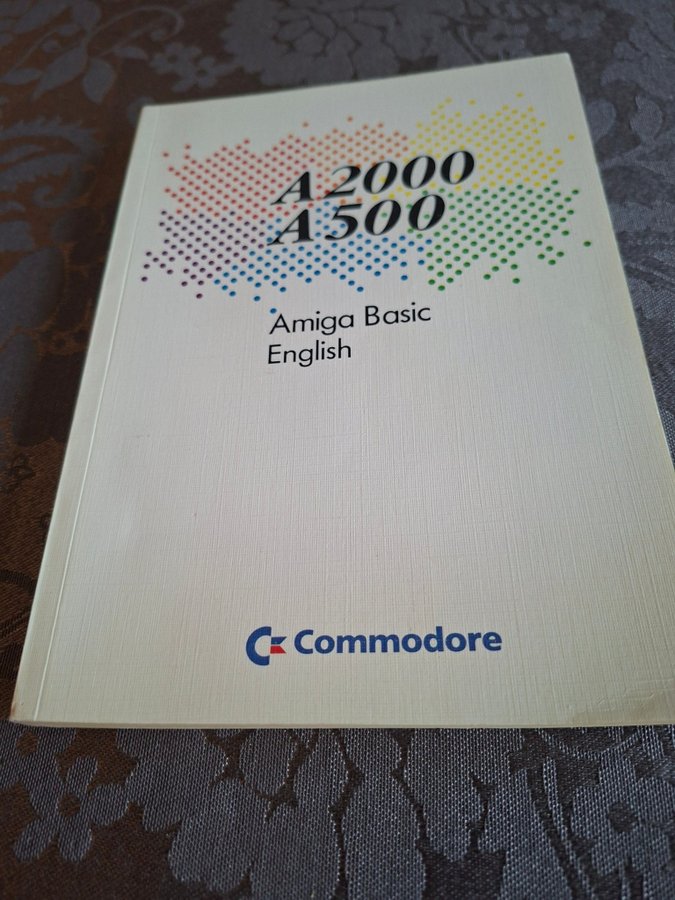 A2000
A500
Amiga Basic
English
Commodore